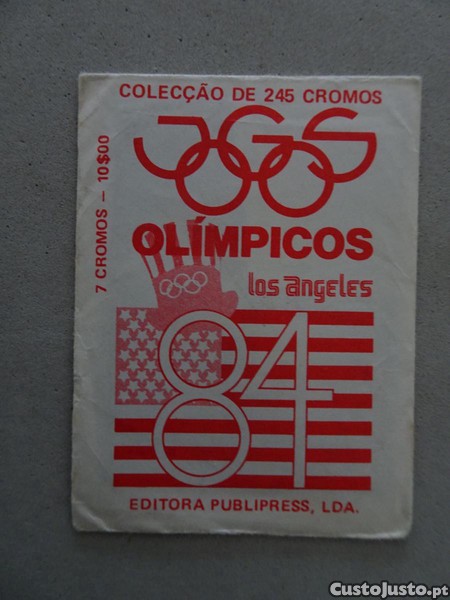 COLECÇÃO DE 245 CROMOS
7 CROMOS — 10$00
JOGOS
OLÍMPICOS
los angeles
84
EDITORA PUBLIPRESS, LDA.
CustoJusto.pt